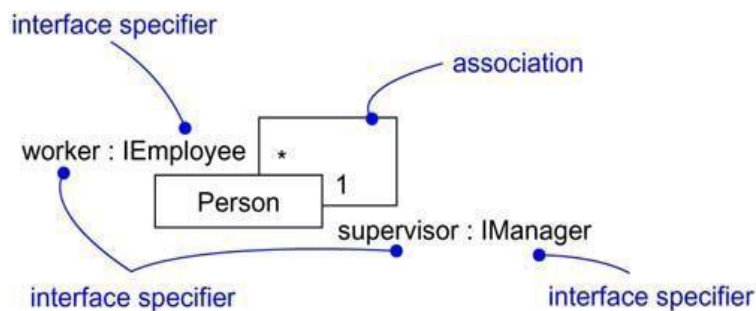 interface specifier
association
worker : IEmployee
*
1
Person
supervisor : IManager
interface specifier
interface specifier